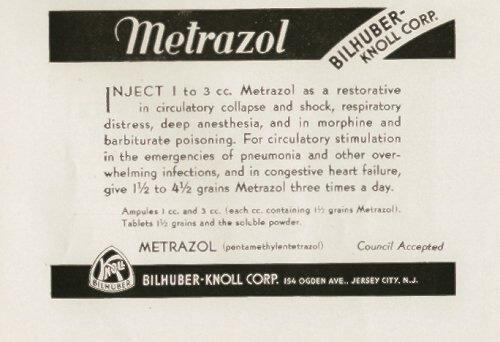 Metrazol
BILHUBER-
KNOLL CORP.
INJECT 1 to 3 cc. Metrazol as a restorative
in circulatory collapse and shock, respiratory
distress, deep anesthesia, and in morphine and
barbiturate poisoning. For circulatory stimulation
in the emergencies of pneumonia and other over-
whelming infections, and in congestive heart failure,
give 1½ to 4½ grains Metrazol three times a day.
Ampules 1 cc. and 3 cc. (each cc. containing 1½ grains Metrazol).
Tablets 1½ grains and the soluble powder.
METRAZOL (pentamethylentetrazol) Council Accepted
KNOLL
BILHUBER
BILHUBER-KNOLL CORP. 154 OGDEN AVE., JERSEY CITY, N.J.